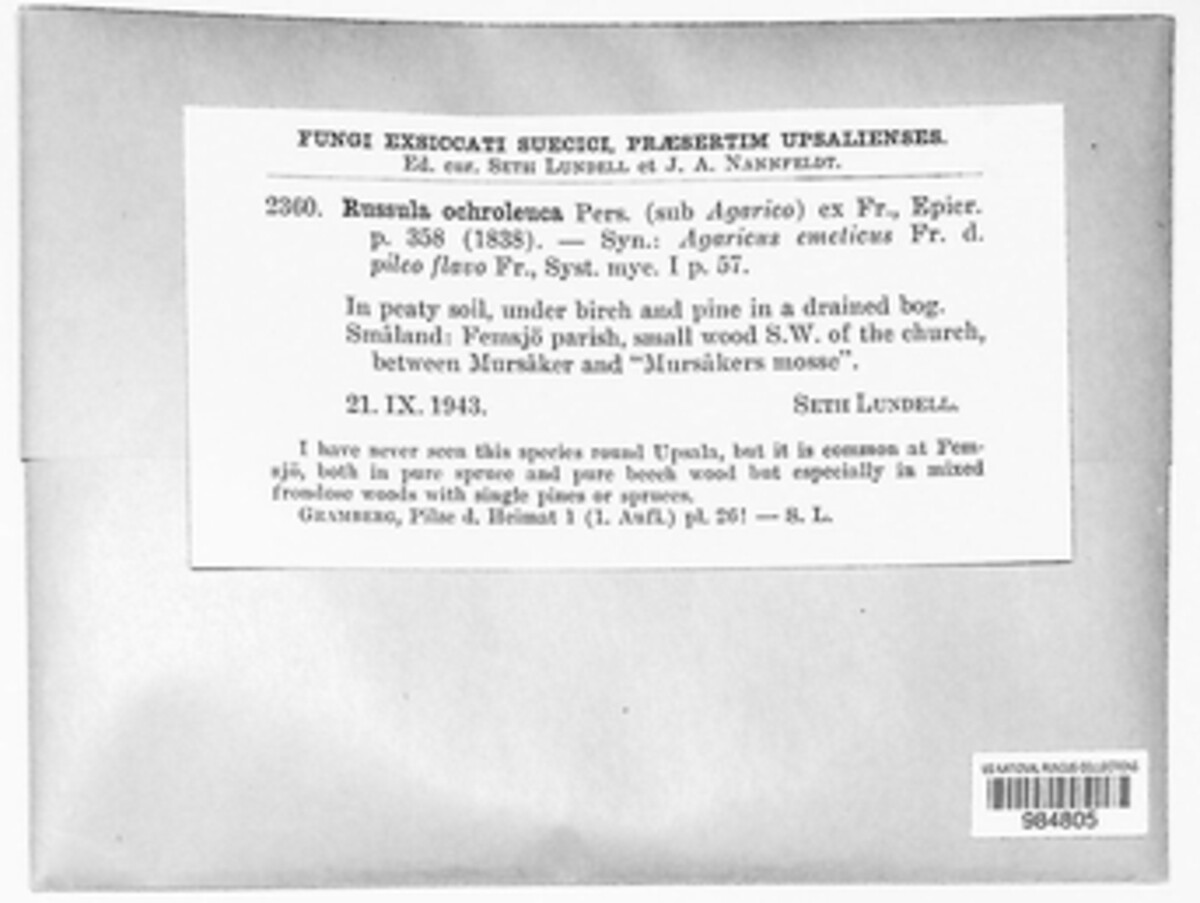 FUNGI EXSICCATI SUECICI, PRÆSERTIM UPSALIENSES.
Ed. cur. SETH LUNDELL et J. A. NANNFELDT.
2360. Russula ochroleuca Pers. (sub Agarico) ex Fr., Epicr.
p. 358 (1838). — Syn.: Agaricus emeticus Fr. d.
pileo flavo Fr., Syst. myc. I p. 57.
In peaty soil, under birch and pine in a drained bog.
Småland: Femsjö parish, small wood S.W. of the church,
between Mursåker and "Mursåkers mosse".
21. IX. 1943. SETH LUNDELL.
I have never seen this species round Upsala, but it is common at Fem-
sjö, both in pure spruce and pure beech wood but especially in mixed
frondose woods with single pines or spruces.
GRAMBERG, Pilze d. Heimat 1 (1. Aufl.) pl. 26! — S. L.
US NATIONAL FUNGUS COLLECTIONS
984805